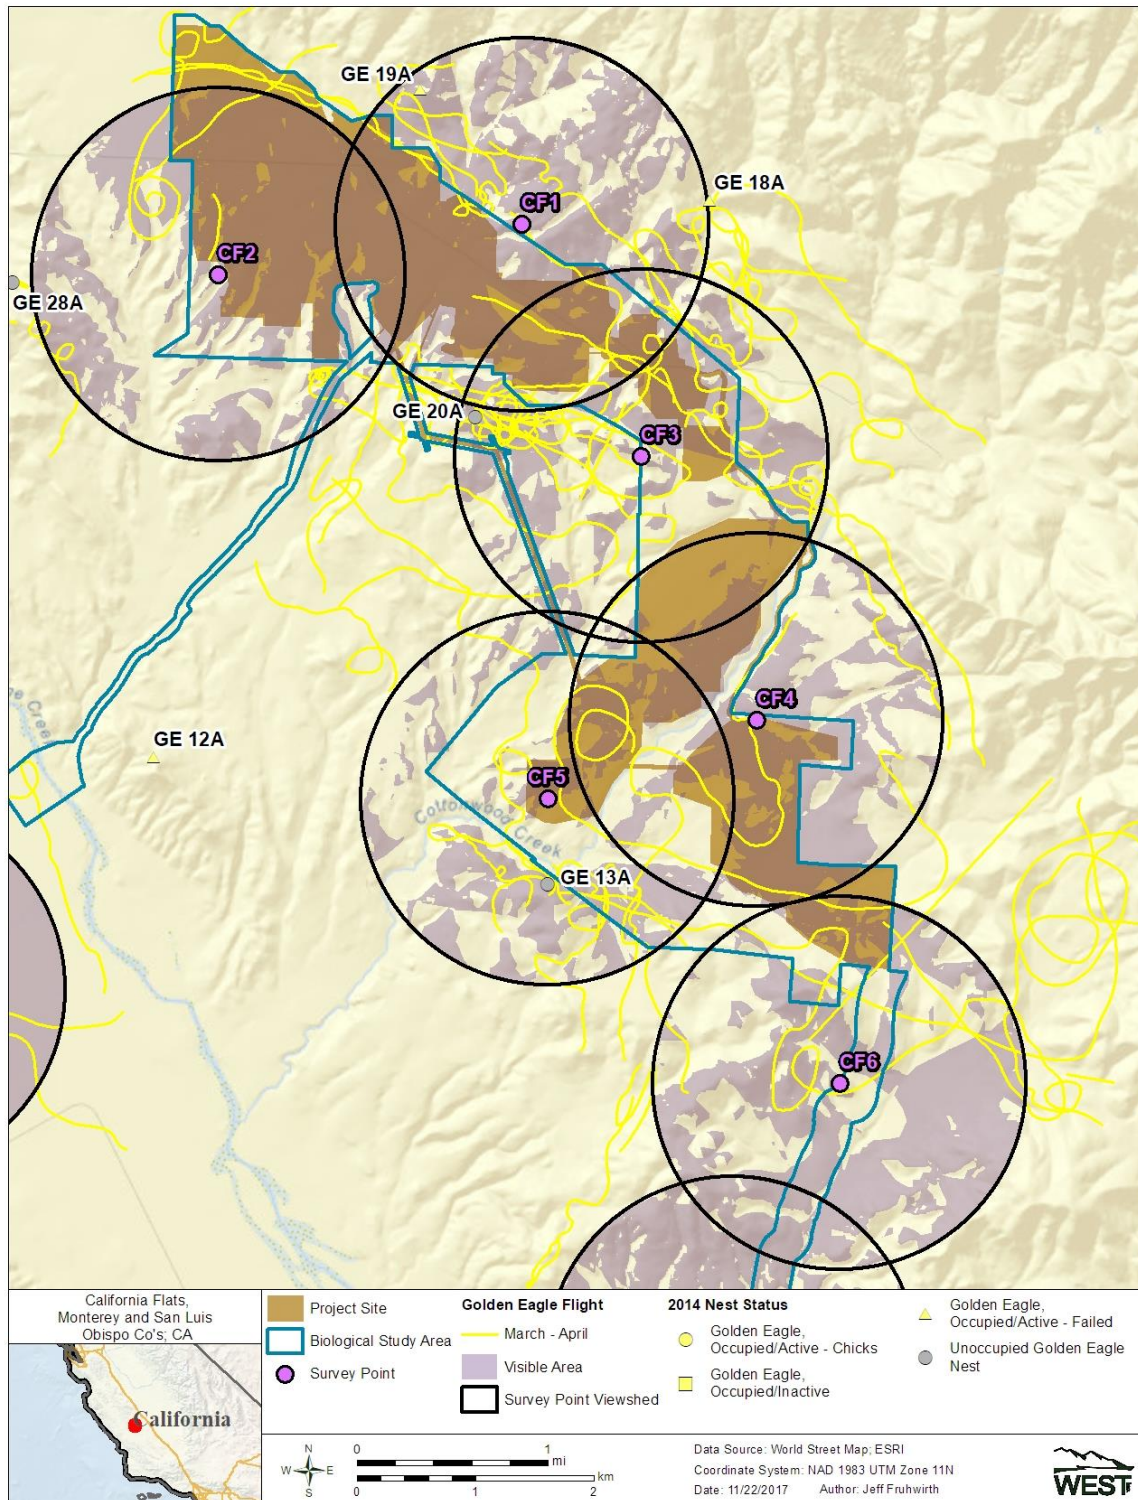 GE 19A
GE 18A
CF1
CF2
GE 28A
GE 20A
CF3
CF4
GE 12A
CF5
Cottonwood Creek
GE 13A
CF6
California Flats,
Monterey and San Luis
Obispo Co's; CA
California
Project Site
Biological Study Area
Survey Point
Golden Eagle Flight
March - April
Visible Area
Survey Point Viewshed
2014 Nest Status
Golden Eagle,
Occupied/Active - Chicks
Golden Eagle,
Occupied/Inactive
Golden Eagle,
Occupied/Active - Failed
Unoccupied Golden Eagle
Nest
N
W E
S
0 1
mi
km
0 1 2
Data Source: World Street Map; ESRI
Coordinate System: NAD 1983 UTM Zone 11N
Date: 11/22/2017 Author: Jeff Fruhwirth
WEST